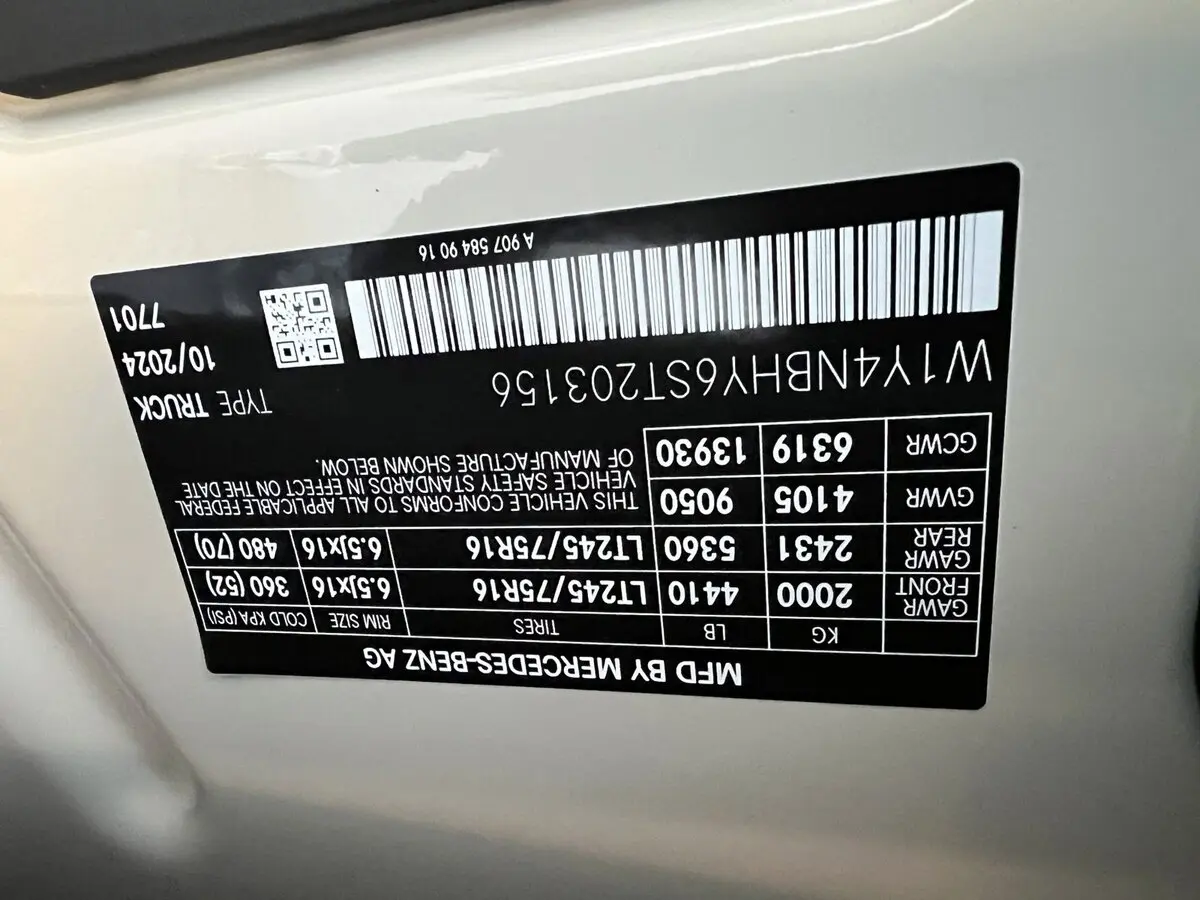 MFD BY MERCEDES-BENZ AG
KG LB TIRES RIM SIZE COLD KPA (PSI)
GAWR FRONT 2000 4410 LT245/75R16 6.5Jx16 360 (52)
GAWR REAR 2431 5360 LT245/75R16 6.5Jx16 480 (70)
GVWR 4105 9050
GCWR 6319 13930
THIS VEHICLE CONFORMS TO ALL APPLICABLE FEDERAL
VEHICLE SAFETY STANDARDS IN EFFECT ON THE DATE
OF MANUFACTURE SHOWN BELOW.
W1Y4NBHY6ST203156
TYPE TRUCK
10/2024
7701
A 907 584 90 16